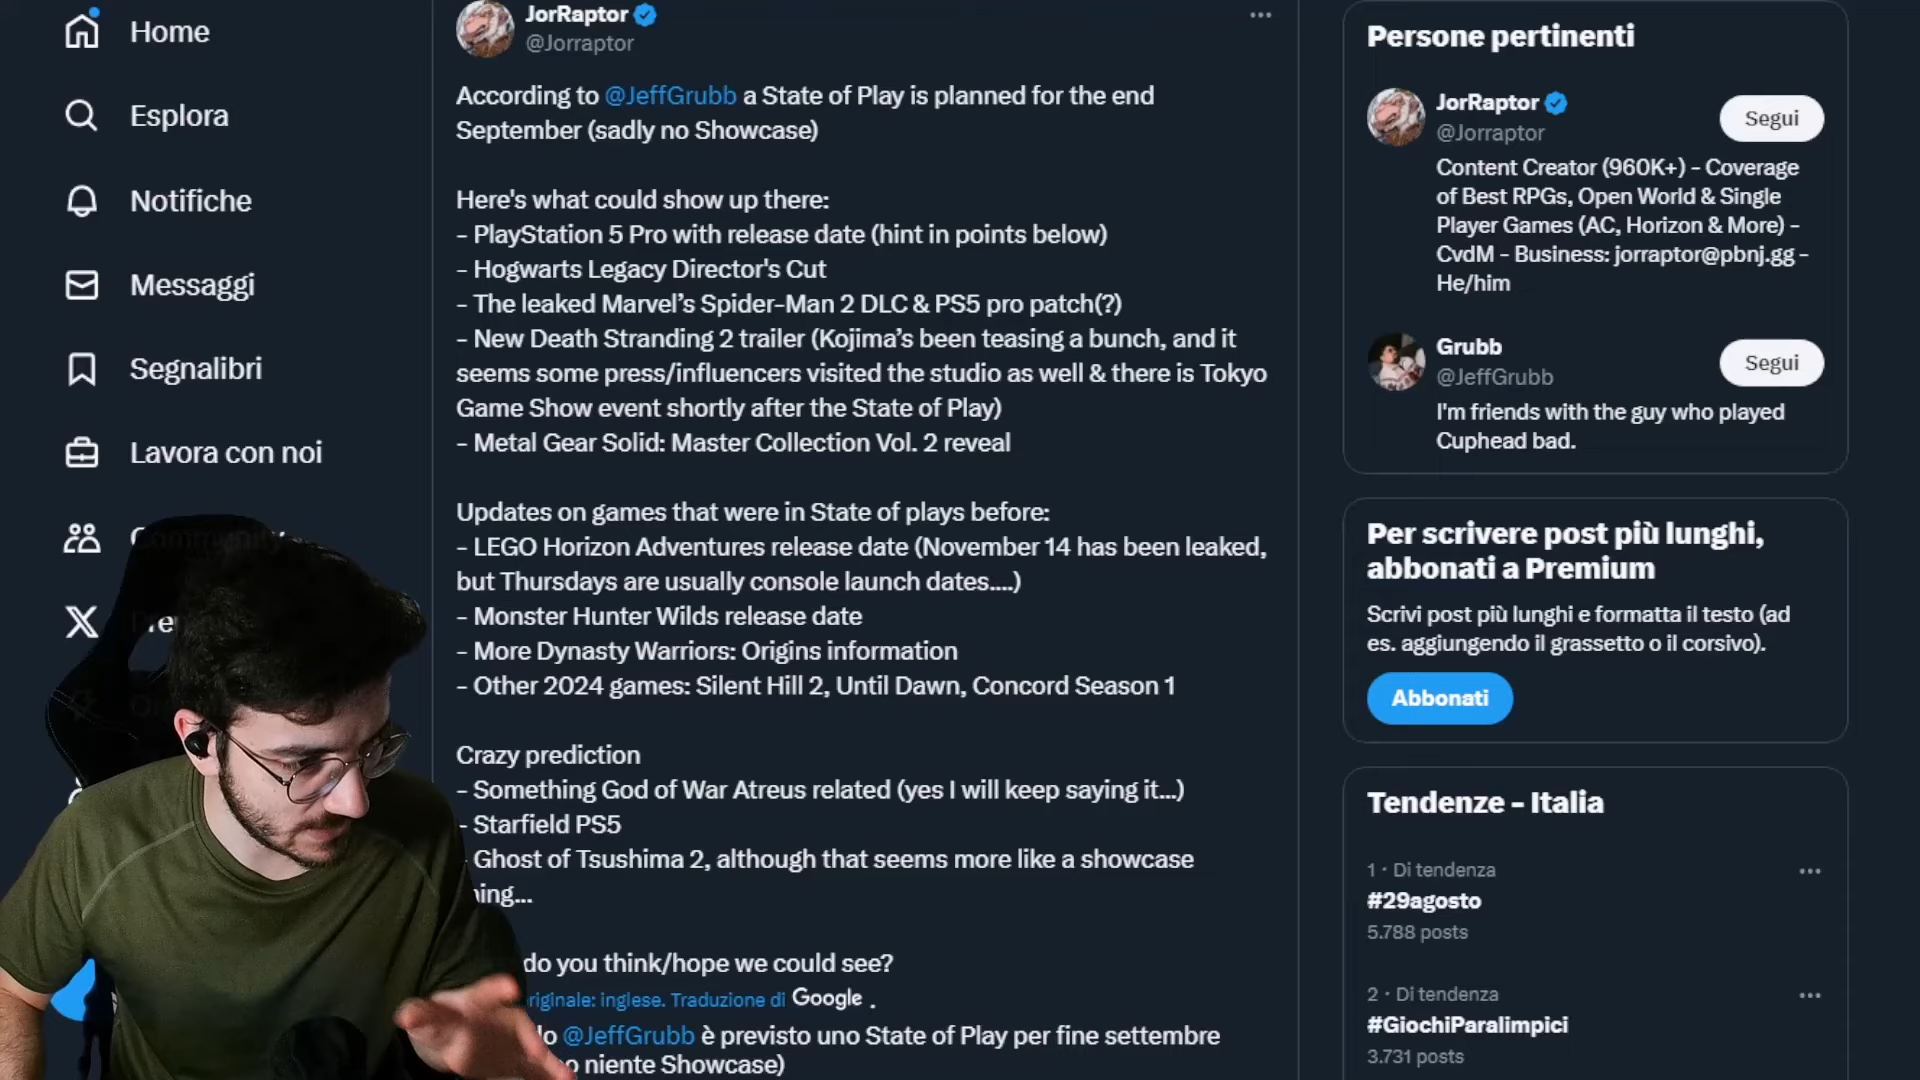 Home
Esplora
Notifiche
Messaggi
Segnalibri
Lavora con noi
JorRaptor
@Jorraptor
According to @JeffGrubb a State of Play is planned for the end
September (sadly no Showcase)
Here's what could show up there:
- PlayStation 5 Pro with release date (hint in points below)
- Hogwarts Legacy Director's Cut
- The leaked Marvel’s Spider-Man 2 DLC & PS5 pro patch(?)
- New Death Stranding 2 trailer (Kojima’s been teasing a bunch, and it
seems some press/influencers visited the studio as well & there is Tokyo
Game Show event shortly after the State of Play)
- Metal Gear Solid: Master Collection Vol. 2 reveal
Updates on games that were in State of plays before:
- LEGO Horizon Adventures release date (November 14 has been leaked,
but Thursdays are usually console launch dates....)
- Monster Hunter Wilds release date
- More Dynasty Warriors: Origins information
- Other 2024 games: Silent Hill 2, Until Dawn, Concord Season 1
Crazy prediction
- Something God of War Atreus related (yes I will keep saying it...)
- Starfield PS5
Ghost of Tsushima 2, although that seems more like a showcase
do you think/hope we could see?
inglese. Traduzione di Google .
@JeffGrubb è previsto uno State of Play per fine settembre
niente Showcase)
Persone pertinenti
JorRaptor
@Jorraptor
Segui
Content Creator (960K+) - Coverage
of Best RPGs, Open World & Single
Player Games (AC, Horizon & More) -
CvdM - Business: jorraptor@pbnj.gg -
He/him
Grubb
@JeffGrubb
Segui
I'm friends with the guy who played
Cuphead bad.
Per scrivere post più lunghi,
abbonati a Premium
Scrivi post più lunghi e formatta il testo (ad
es. aggiungendo il grassetto o il corsivo).
Abbonati
Tendenze - Italia
1 · Di tendenza
#29agosto
5.788 posts
2 · Di tendenza
#GiochiParalimpici
3.731 posts